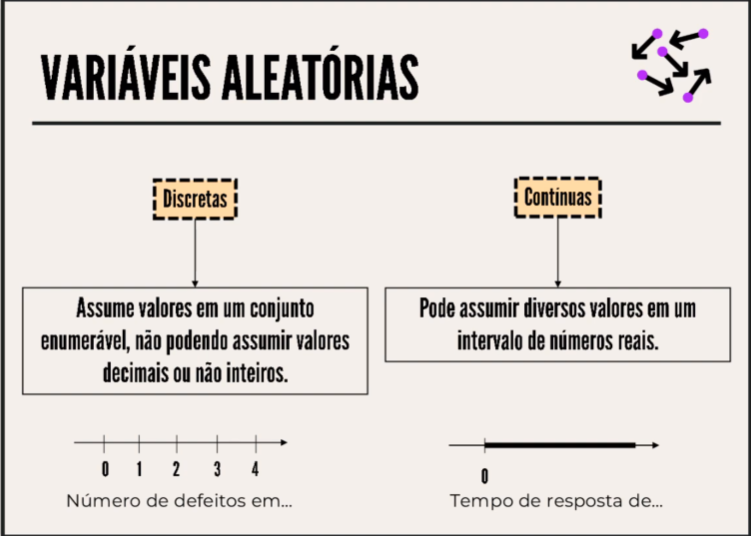 VARIÁVEIS ALEATÓRIAS
Discretas
Contínuas
Assume valores em um conjunto
enumerável, não podendo assumir valores
decimais ou não inteiros.
Pode assumir diversos valores em um
intervalo de números reais.
0 1 2 3 4
Número de defeitos em...
0
Tempo de resposta de...